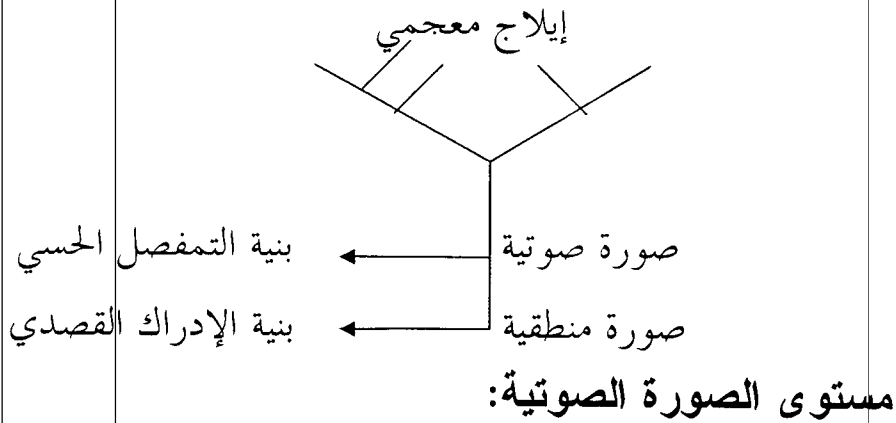 إيلاج معجمي
صورة صوتية بنية التمفصل الحسي
صورة منطقية بنية الإدراك القصدي
مستوى الصورة الصوتية: